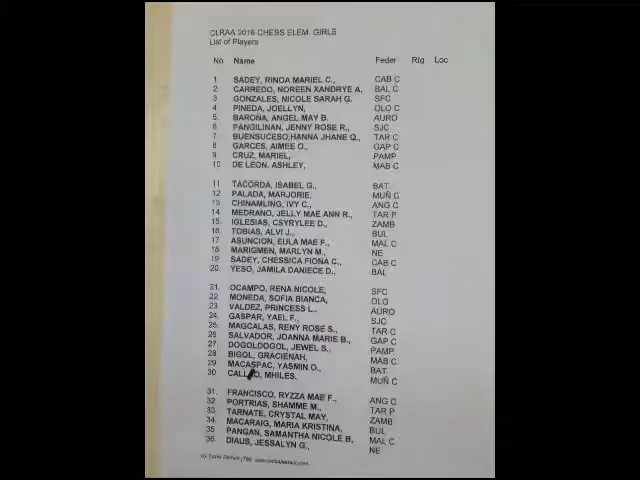 CLRAA 2016 CHESS ELEM. GIRLS
List of Players
No Name Feder Rtg Loc
1 SADEY, RINOA MARIEL C., CAB C
2 CARREDO, NOREEN XANDRYE A, BAL C
3 GONZALES, NICOLE SARAH G. SFC
4 PINEDA, JOELLYN, OLO C
5. BAROÑA, ANGEL MAY B. AURO
6 PANGILINAN, JENNY ROSE R., SJC
7 BUENSUCESO,HANNA JHANE Q., TAR C
8 GARCES, AIMEE O., GAP C
9 CRUZ, MARIEL, PAMP
10 DE LEON. ASHLEY, MAB C
11 TACORDA, ISABEL G., BAT
12 PALADA, MARJORIE, MUÑ C
13 CHINAMLING, IVY C., ANG C
14 MEDRANO, JELLY MAE ANN R., TAR P
15. IGLESIAS, CSYRYLEE D., ZAMB
16. TOBIAS, ALVI J., BUL
17 ASUNCION, EULA MAE F., MAL C
18 MARIGMEN, MARLYN M., NE
19 SADEY, CHESSICA FIONA C., CAB C
20. YESO, JAMILA DANIECE D., BAL
21. OCAMPO, RENA NICOLE, SFC
22. MONEDA, SOFIA BIANCA, OLO
23 VALDEZ, PRINCESS L.. AURO
24. GASPAR, YAEL F., SJC
25. MAGCALAS, RENY ROSE S., TAR C
26 SALVADOR, JOANNA MARIE B., GAP C
27 DOGOLDOGOL, JEWEL S., PAMP
28 BIGOL, GRACIENAH, MAB C
29 MACASPAC, YASMIN O., BAT
30 MHILES, MUÑ C
31. FRANCISCO, RYZZA MAE F., ANG C
32 PORTRIAS, SHAMME M., TAR P
33. TARNATE, CRYSTAL MAY, ZAMB
34. MACARAIG, MARIA KRISTINA, BUL
35 PANGAN, SAMANTHA NICOLE B, MAL C
36. DIAUS, JESSALYN G., NE